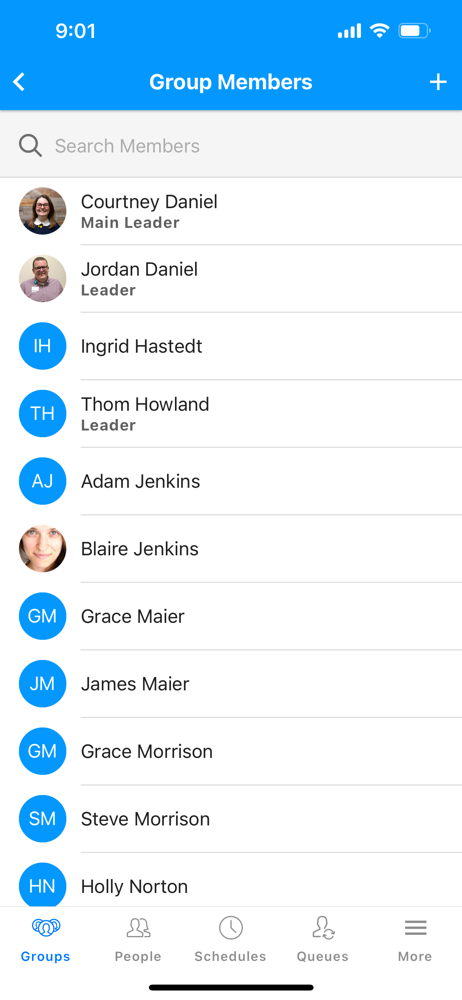 9:01
Group Members
Search Members
Courtney Daniel
Main Leader
Jordan Daniel
Leader
IH
Ingrid Hastedt
TH
Thom Howland
Leader
AJ
Adam Jenkins
Blaire Jenkins
GM
Grace Maier
JM
James Maier
GM
Grace Morrison
SM
Steve Morrison
HN
Holly Norton
Groups
People
Schedules
Queues
More